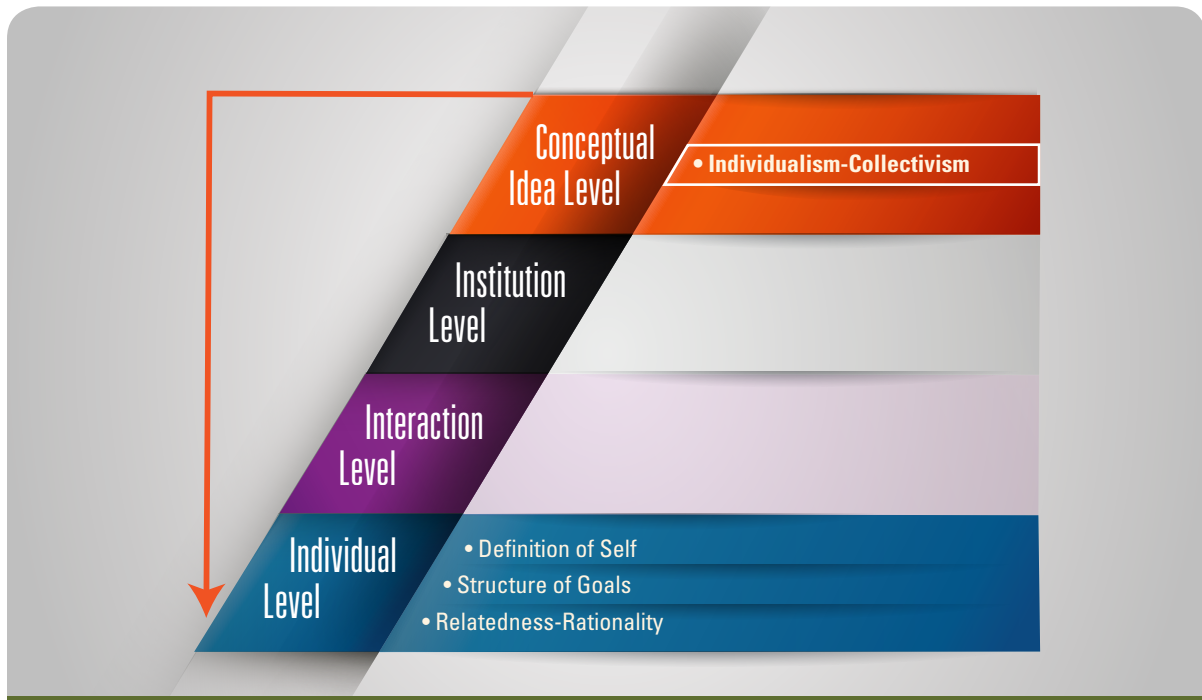 Conceptual
Idea Level
• Individualism-Collectivism
Institution
Level
Interaction
Level
Individual
Level
• Definition of Self
• Structure of Goals
• Relatedness-Rationality